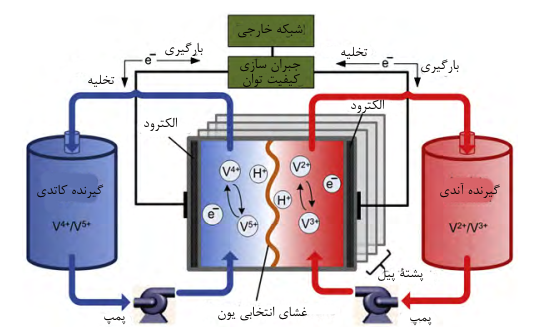 شبکه خارجی
جبران سازی
کیفیت توان
بارگیری
e⁻
تخلیه
تخلیه
e⁻
بارگیری
الکترود
الکترود
گیرنده کاتدی
V4+/V5+
V4+
H+
V5+
e⁻
V2+
H+
e⁻
V3+
گیرنده آندی
V2+/V3+
پشتهٔ پیل
پمپ
غشای انتخابی یون
پمپ